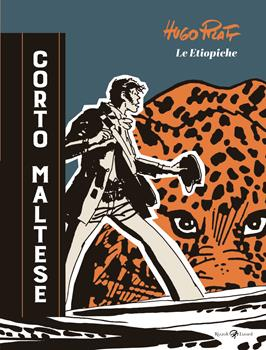 HUGO PRATT
Le Etiopiche
CORTO MALTESE
Rizzoli Lizard